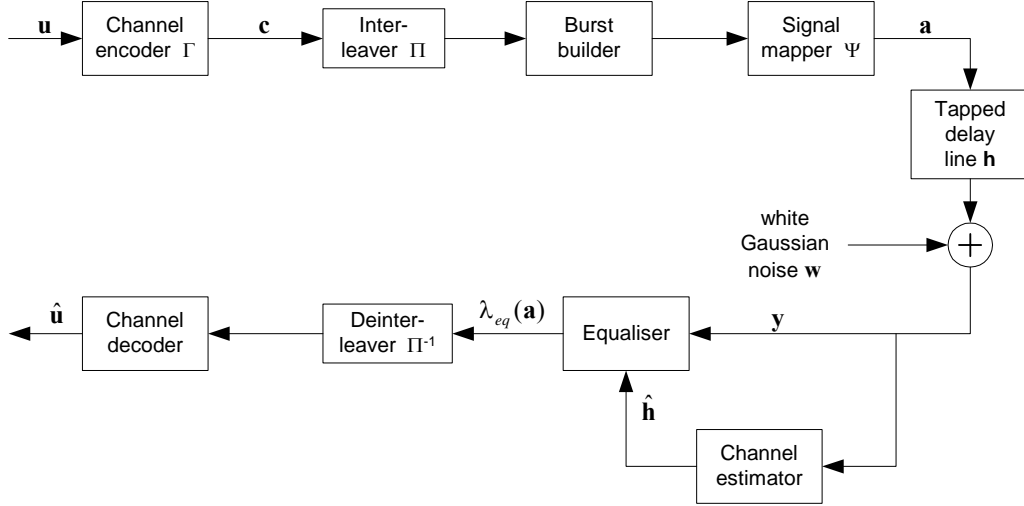 u
Channel
encoder Γ
c
Inter-
leaver Π
Burst
builder
Signal
mapper Ψ
a
Tapped
delay
line h
white
Gaussian
noise w
+
û
Channel
decoder
Deinter-
leaver Π⁻¹
λ_eq(a)
Equaliser
y
ĥ
Channel
estimator